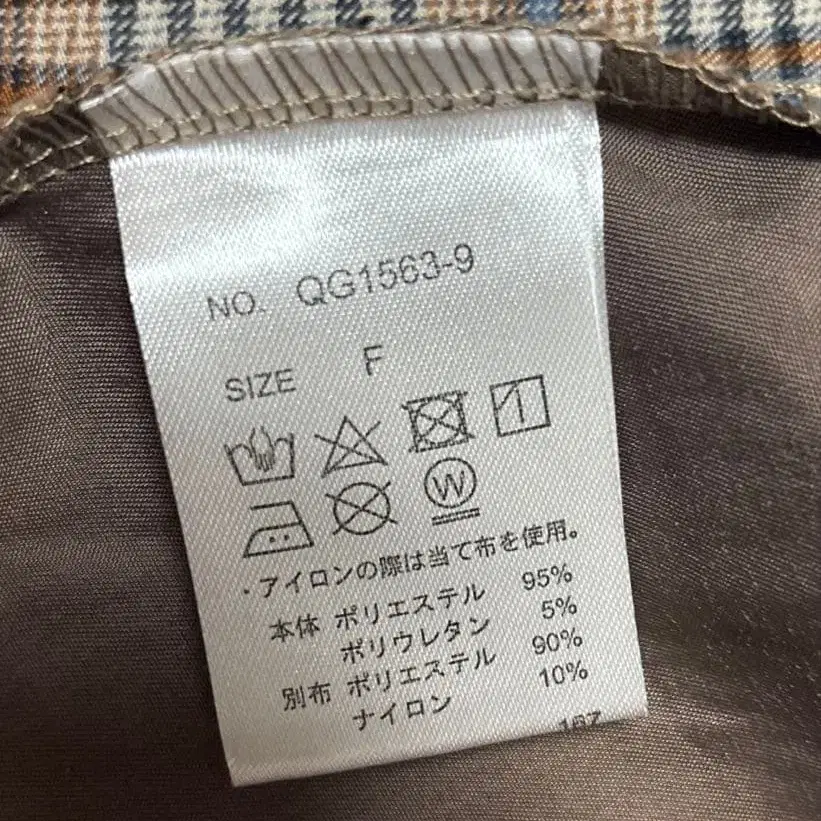 NO. QG1563-9
SIZE F
W
・アイロンの際は当て布を使用。
本体 ポリエステル 95%
ポリウレタン 5%
別布 ポリエステル 90%
ナイロン 10%